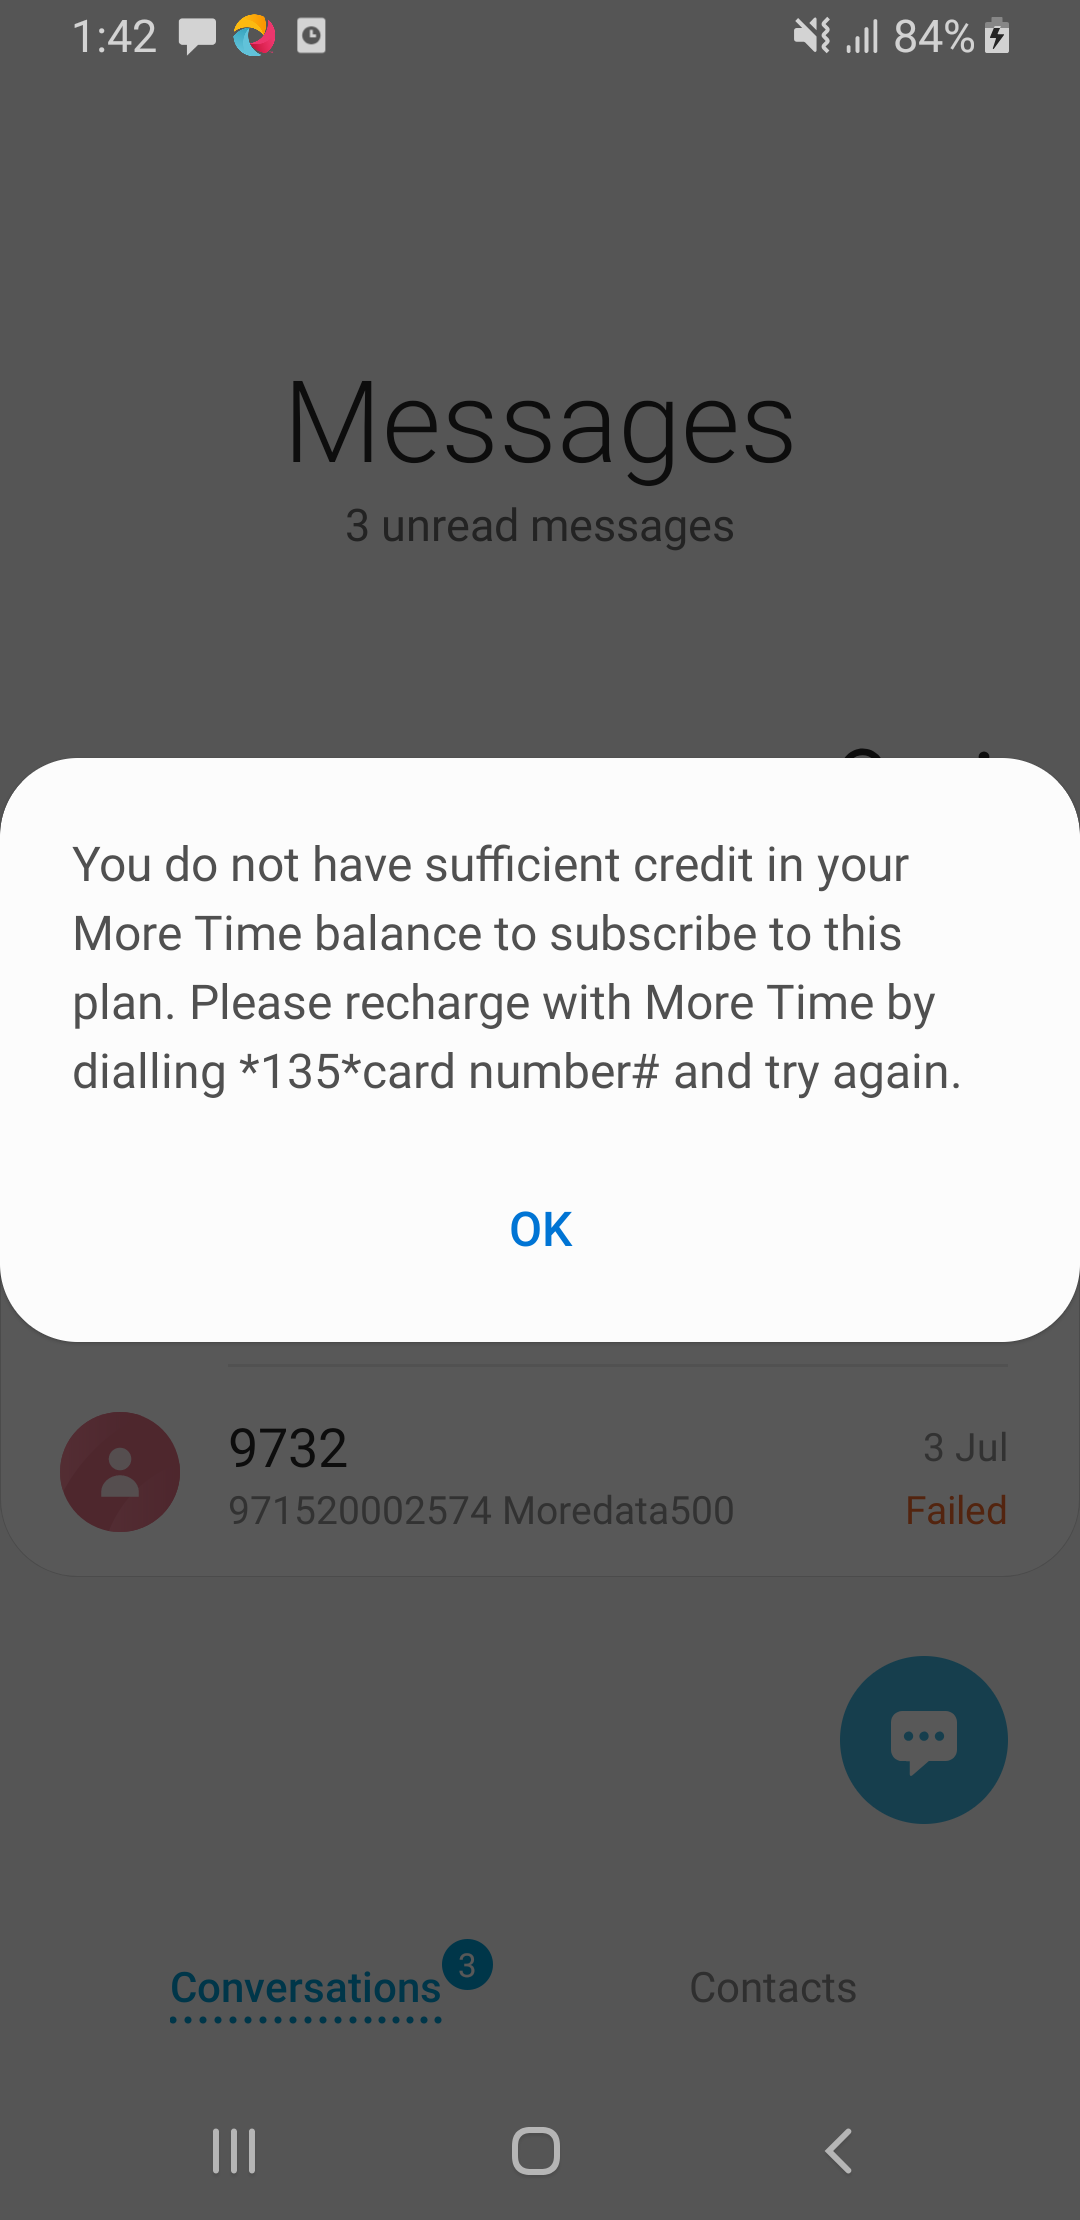 1:42
84%
Messages
3 unread messages
You do not have sufficient credit in your
More Time balance to subscribe to this
plan. Please recharge with More Time by
dialling *135*card number# and try again.
OK
9732
3 Jul
971520002574 Moredata500
Failed
3
Conversations
Contacts